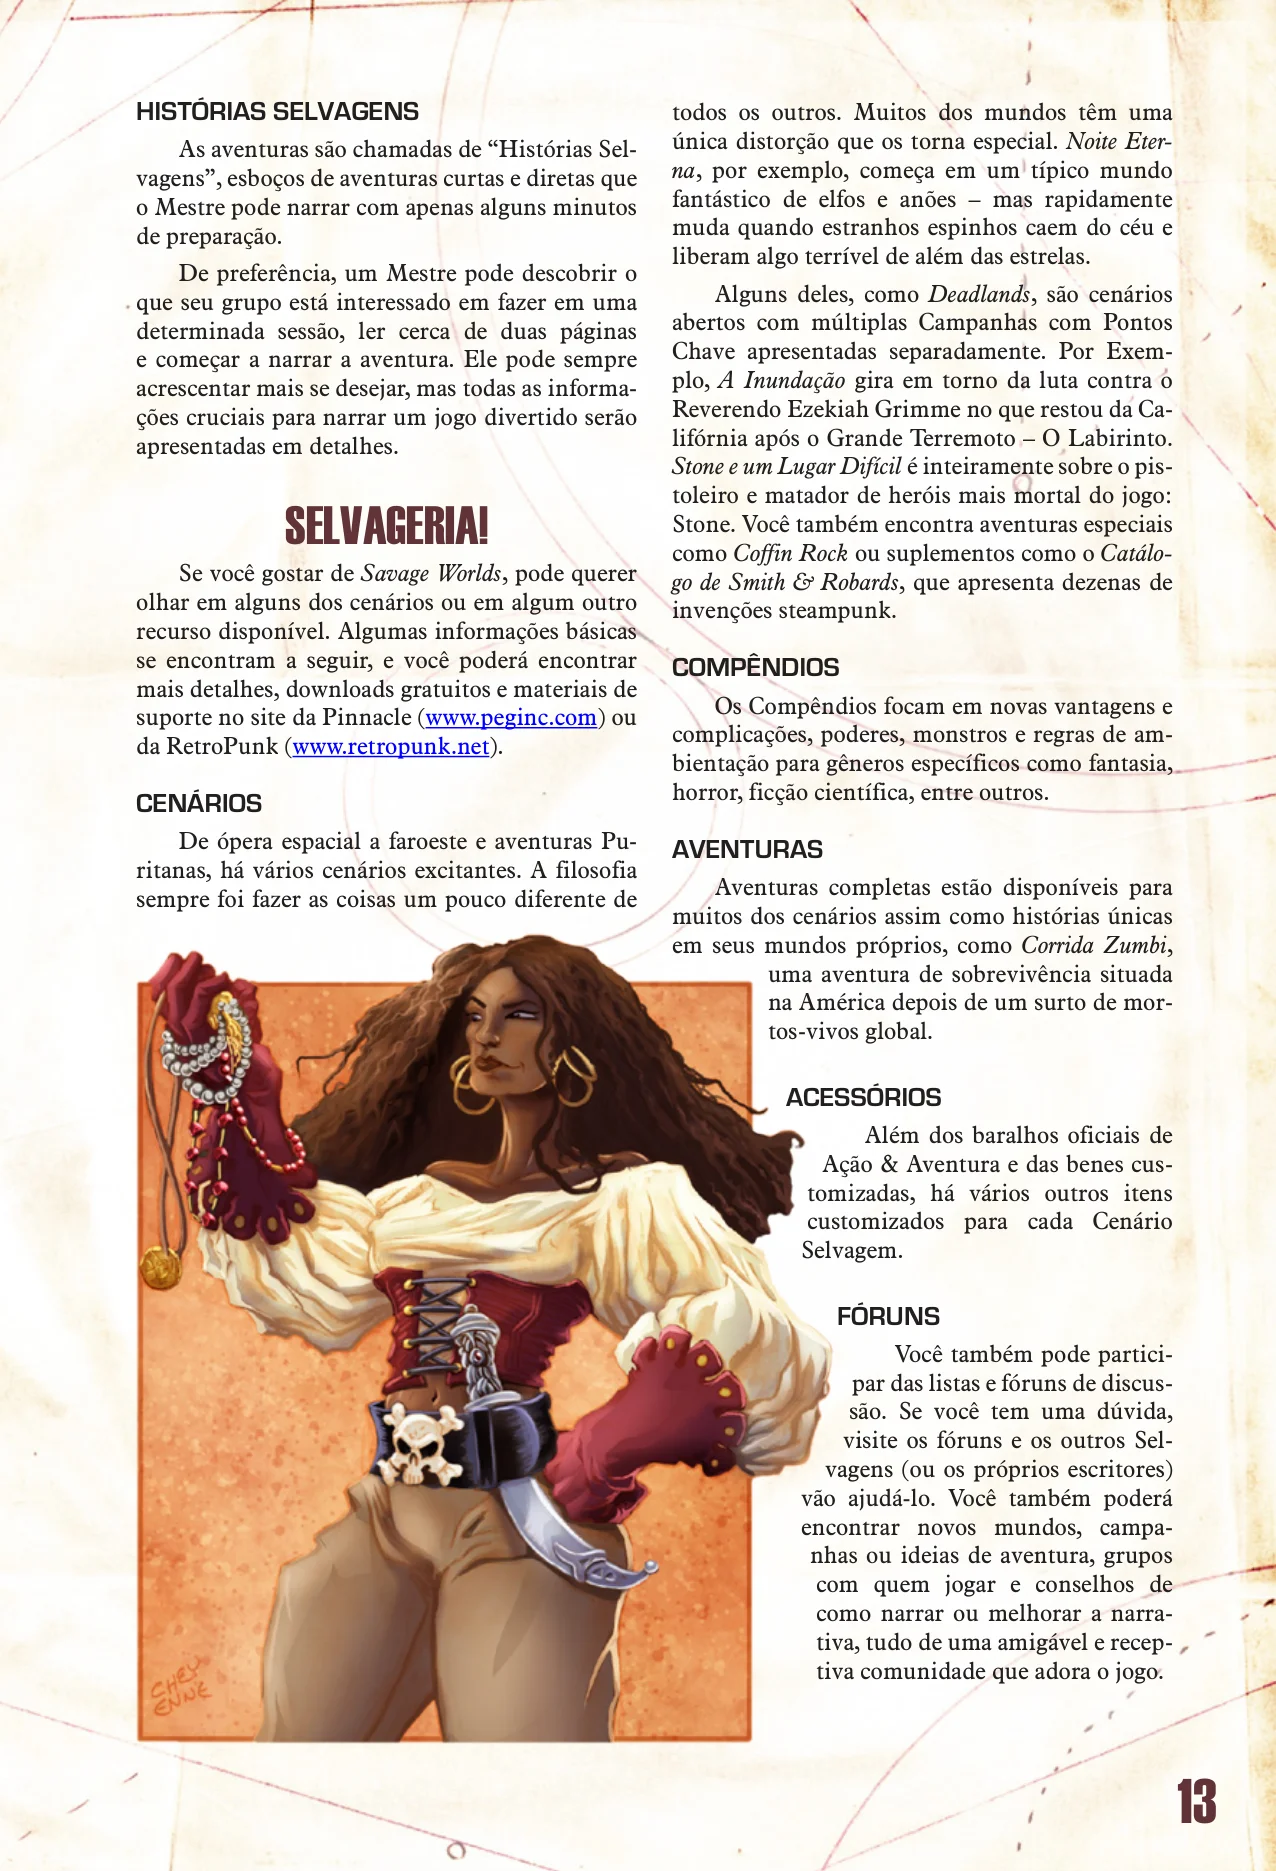 HISTÓRIAS SELVAGENS
As aventuras são chamadas de “Histórias Sel-
vagens”, esboços de aventuras curtas e diretas que
o Mestre pode narrar com apenas alguns minutos
de preparação.
De preferência, um Mestre pode descobrir o
que seu grupo está interessado em fazer em uma
determinada sessão, ler cerca de duas páginas
e começar a narrar a aventura. Ele pode sempre
acrescentar mais se desejar, mas todas as informa-
ções cruciais para narrar um jogo divertido serão
apresentadas em detalhes.
SELVAGERIA!
Se você gostar de Savage Worlds, pode querer
olhar em alguns dos cenários ou em algum outro
recurso disponível. Algumas informações básicas
se encontram a seguir, e você poderá encontrar
mais detalhes, downloads gratuitos e materiais de
suporte no site da Pinnacle (www.peginc.com) ou
da RetroPunk (www.retropunk.net).
CENÁRIOS
De ópera espacial a faroeste e aventuras Pu-
ritanas, há vários cenários excitantes. A filosofia
sempre foi fazer as coisas um pouco diferente de
todos os outros. Muitos dos mundos têm uma
única distorção que os torna especial. Noite Eter-
na, por exemplo, começa em um típico mundo
fantástico de elfos e anões – mas rapidamente
muda quando estranhos espinhos caem do céu e
liberam algo terrível de além das estrelas.
Alguns deles, como Deadlands, são cenários
abertos com múltiplas Campanhas com Pontos
Chave apresentadas separadamente. Por Exem-
plo, A Inundação gira em torno da luta contra o
Reverendo Ezekiah Grimme no que restou da Ca-
lifórnia após o Grande Terremoto – O Labirinto.
Stone e um Lugar Difícil é inteiramente sobre o pis-
toleiro e matador de heróis mais mortal do jogo:
Stone. Você também encontra aventuras especiais
como Coffin Rock ou suplementos como o Catálo-
go de Smith & Robards, que apresenta dezenas de
invenções steampunk.
COMPÊNDIOS
Os Compêndios focam em novas vantagens e
complicações, poderes, monstros e regras de am-
bientação para gêneros específicos como fantasia,
horror, ficção científica, entre outros.
AVENTURAS
Aventuras completas estão disponíveis para
muitos dos cenários assim como histórias únicas
em seus mundos próprios, como Corrida Zumbi,
uma aventura de sobrevivência situada
na América depois de um surto de mor-
tos-vivos global.
ACESSÓRIOS
Além dos baralhos oficiais de
Ação & Aventura e das benes cus-
tomizadas, há vários outros itens
customizados para cada Cenário
Selvagem.
FÓRUNS
Você também pode partici-
par das listas e fóruns de discus-
são. Se você tem uma dúvida,
visite os fóruns e os outros Sel-
vagens (ou os próprios escritores)
vão ajudá-lo. Você também poderá
encontrar novos mundos, campa-
nhas ou ideias de aventura, grupos
com quem jogar e conselhos de
como narrar ou melhorar a narra-
tiva, tudo de uma amigável e recep-
tiva comunidade que adora o jogo.
CHEY
ENNE
13